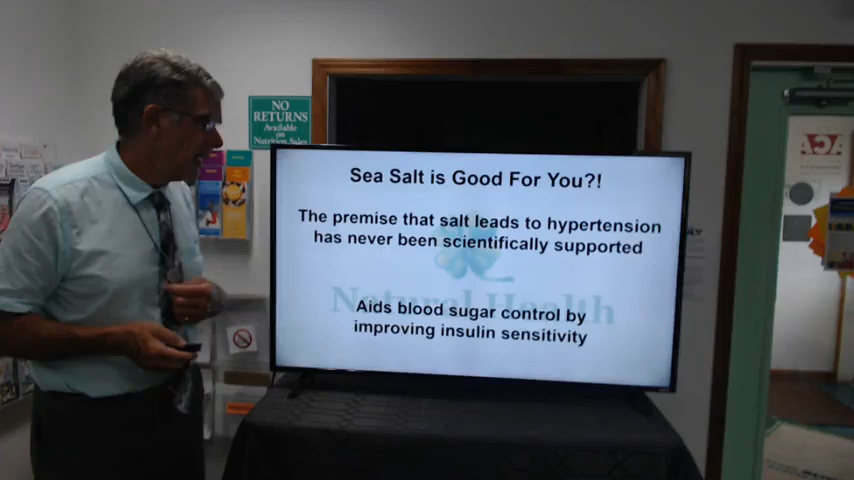 NO
RETURNS
Available
on
Nutrition Sales
Sea Salt is Good For You?!
The premise that salt leads to hypertension
has never been scientifically supported
Natural Health
Aids blood sugar control by
improving insulin sensitivity
ACA